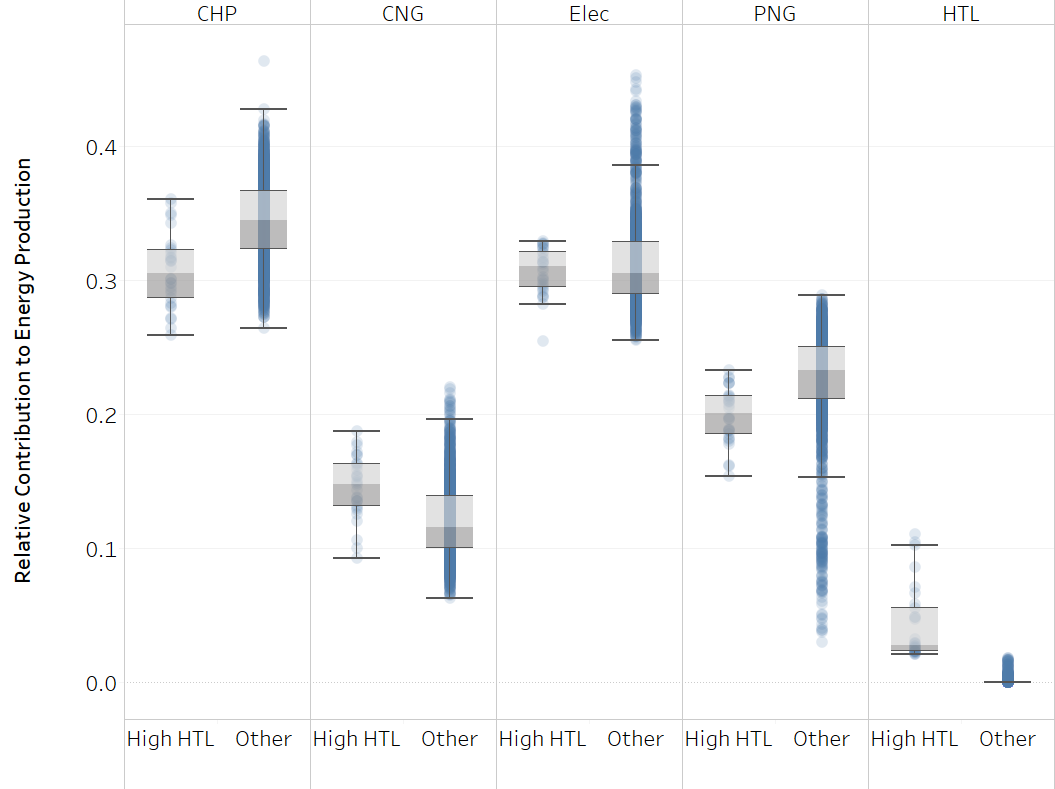 CHP CNG Elec PNG HTL
Relative Contribution to Energy Production
0.4
0.3
0.2
0.1
0.0
High HTL Other High HTL Other High HTL Other High HTL Other High HTL Other